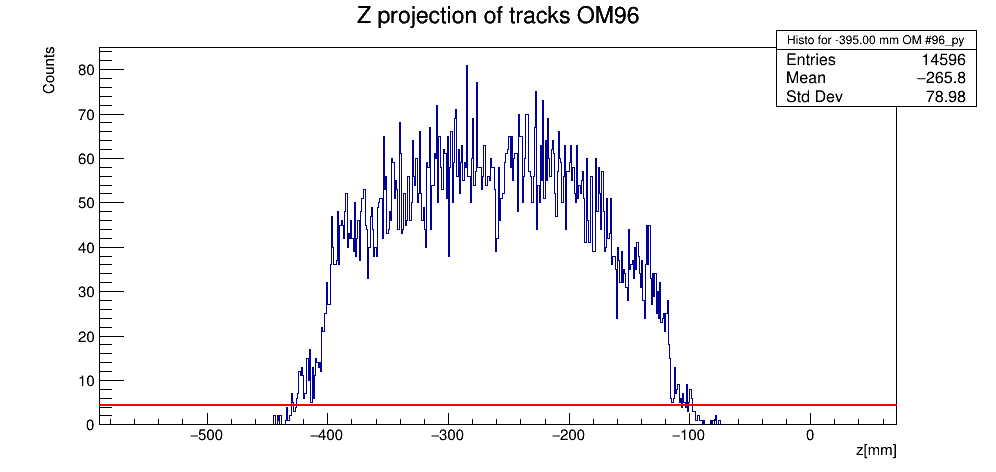 Z projection of tracks OM96
Histo for -395.00 mm OM #96_py
Entries 14596
Mean −265.8
Std Dev 78.98
Counts
80
70
60
50
40
30
20
10
0
−500 −400 −300 −200 −100 0
z[mm]